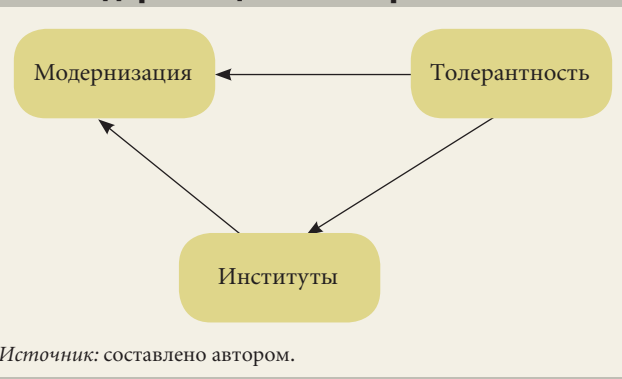 Модернизация
Толерантность
Институты
Источник: составлено автором.